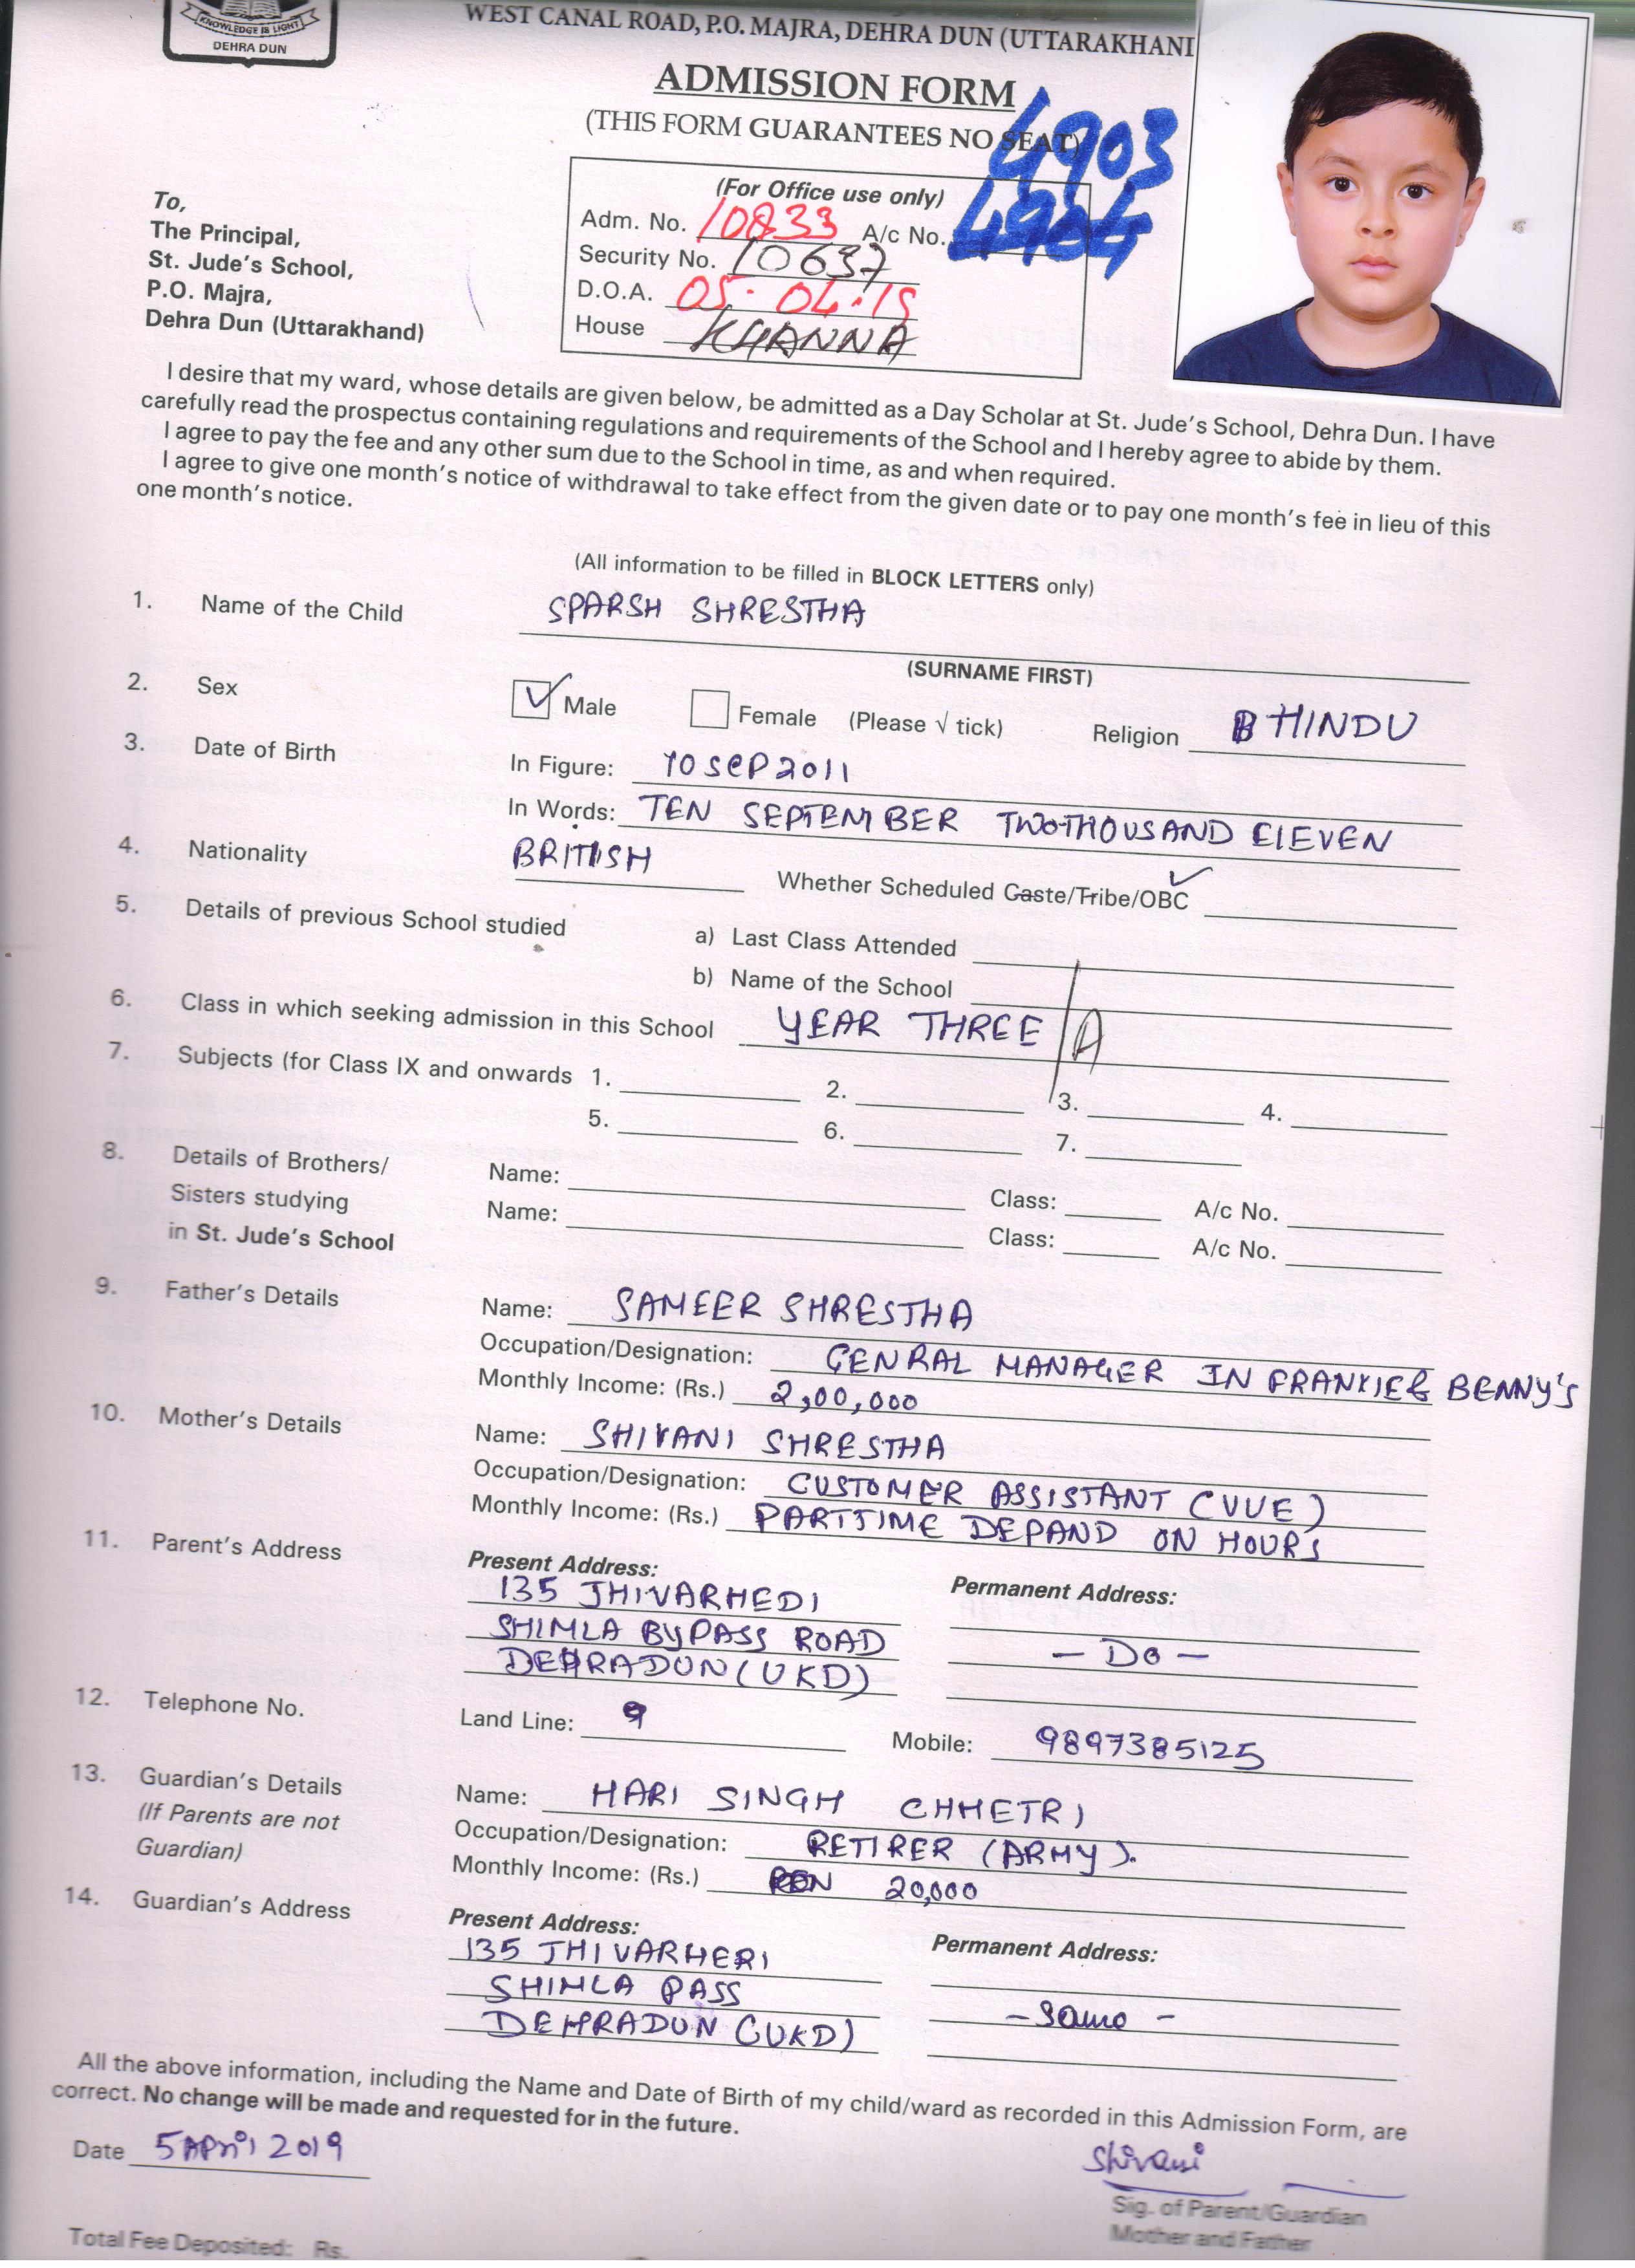 KNOWLEDGE IS LIGHT
DEHRA DUN
WEST CANAL ROAD, P.O. MAJRA, DEHRA DUN (UTTARAKHAN
ADMISSION FORM
(THIS FORM GUARANTEES NO SEAT)
4903
4904
(For Office use only)
Adm. No. 10833 A/c No.
Security No. 10637
D.O.A. 05.04.19
House KHANNA
To,
The Principal,
St. Jude's School,
P.O. Majra,
Dehra Dun (Uttarakhand)
I desire that my ward, whose details are given below, be admitted as a Day Scholar at St. Jude's School, Dehra Dun. I have
carefully read the prospectus containing regulations and requirements of the School and I hereby agree to abide by them.
I agree to pay the fee and any other sum due to the School in time, as and when required.
I agree to give one month's notice of withdrawal to take effect from the given date or to pay one month's fee in lieu of this
one month's notice.
(All information to be filled in BLOCK LETTERS only)
1. Name of the Child SPARSH SHRESTHA
(SURNAME FIRST)
2. Sex Male Female (Please √ tick) Religion HINDU
3. Date of Birth In Figure: 10 SEP 2011
In Words: TEN SEPTEMBER TWOTHOUSAND ELEVEN
4. Nationality BRITISH Whether Scheduled Caste/Tribe/OBC
5. Details of previous School studied a) Last Class Attended
b) Name of the School
6. Class in which seeking admission in this School YEAR THREE /A
7. Subjects (for Class IX and onwards 1. 2. 3. 4.
5. 6. 7.
8. Details of Brothers/ Name: Class: A/c No.
Sisters studying Name: Class: A/c No.
in St. Jude's School
9. Father's Details Name: SAMEER SHRESTHA
Occupation/Designation: GENRAL MANAGER IN FRANKIE & BENNY'S
Monthly Income: (Rs.) 2,00,000
10. Mother's Details Name: SHIVANI SHRESTHA
Occupation/Designation: CUSTOMER ASSISTANT (VUE)
Monthly Income: (Rs.) PARTTIME DEPAND ON HOURS
11. Parent's Address Present Address: Permanent Address:
135 JHIVARHEDI
SHIMLA BYPASS ROAD - Do -
DEHRADUN (UKD)
12. Telephone No. Land Line: 9 Mobile: 9897385125
13. Guardian's Details Name: HARI SINGH CHHETRI
(If Parents are not Occupation/Designation: RETIRER (ARMY).
Guardian) Monthly Income: (Rs.) 20,000
14. Guardian's Address Present Address: Permanent Address:
135 JHIVARHERI
SHIMLA PASS - Same -
DEHRADUN (UKD)
All the above information, including the Name and Date of Birth of my child/ward as recorded in this Admission Form, are
correct. No change will be made and requested for in the future.
Date 5 April 2019 Shivani
Sig. of Parent/Guardian
Mother and Father
Total Fee Deposited: Rs.